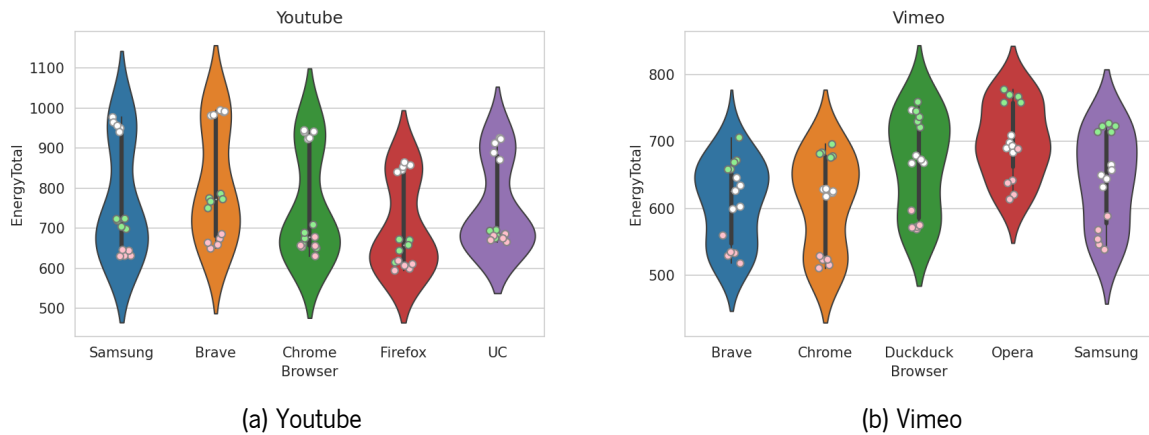 Youtube
EnergyTotal
1100
1000
900
800
700
600
500
Samsung Brave Chrome Firefox UC
Browser
(a) Youtube
Vimeo
EnergyTotal
800
700
600
500
Brave Chrome Duckduck Opera Samsung
Browser
(b) Vimeo